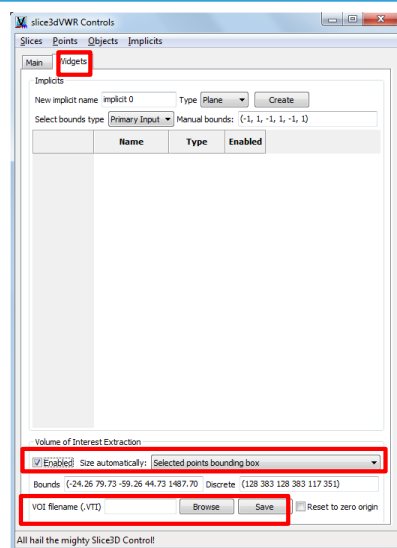 slice3dVWR Controls
Slices Points Objects Implicits
Main Widgets
Implicits
New implicit name implicit 0 Type Plane Create
Select bounds type Primary Input Manual bounds: (-1, 1, -1, 1, -1, 1)
Name Type Enabled
Volume of Interest Extraction
Enabled Size automatically: Selected points bounding box
Bounds (-24.26 79.73 -59.26 44.73 1487.70 Discrete (128 383 128 383 117 351)
VOI filename (.VTI) Browse Save Reset to zero origin
All hail the mighty Slice3D Control!